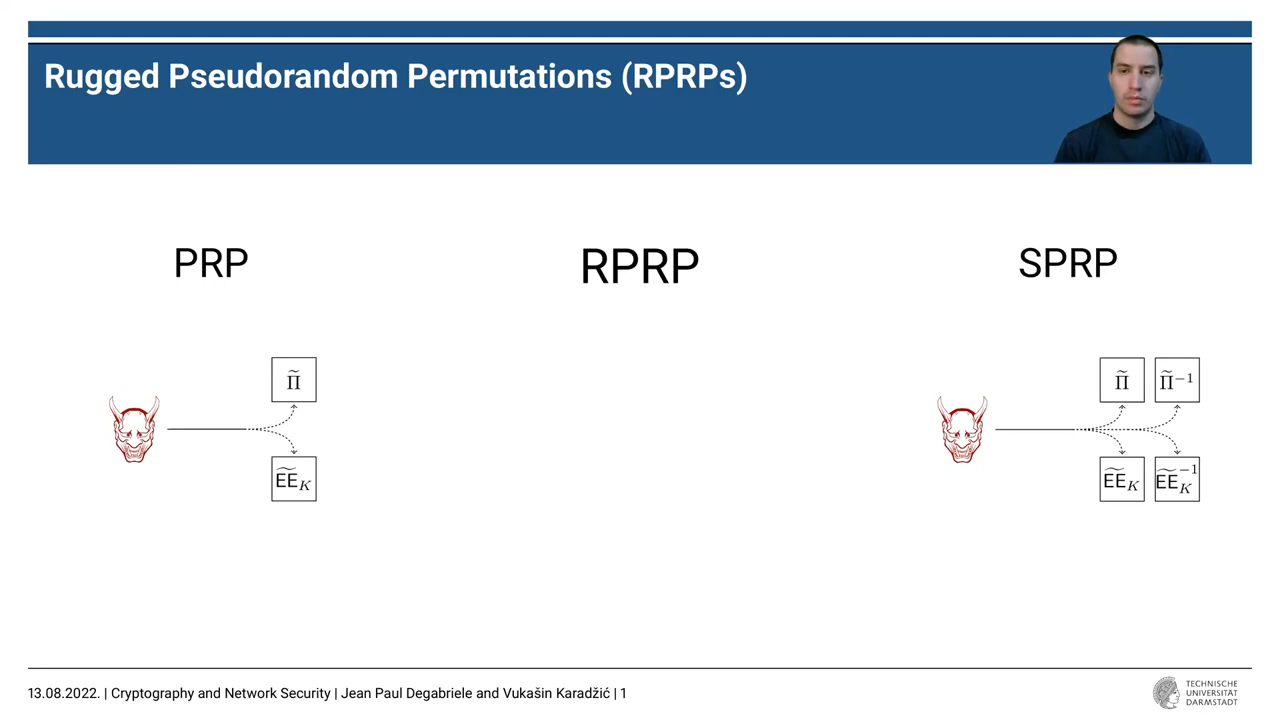 Rugged Pseudorandom Permutations (RPRPs)
PRP
RPRP
SPRP
Π̃
ẼE_K
Π̃ Π̃⁻¹
ẼE_K ẼE_K⁻¹
13.08.2022. | Cryptography and Network Security | Jean Paul Degabriele and Vukašin Karadžić | 1
TECHNISCHE
UNIVERSITÄT
DARMSTADT